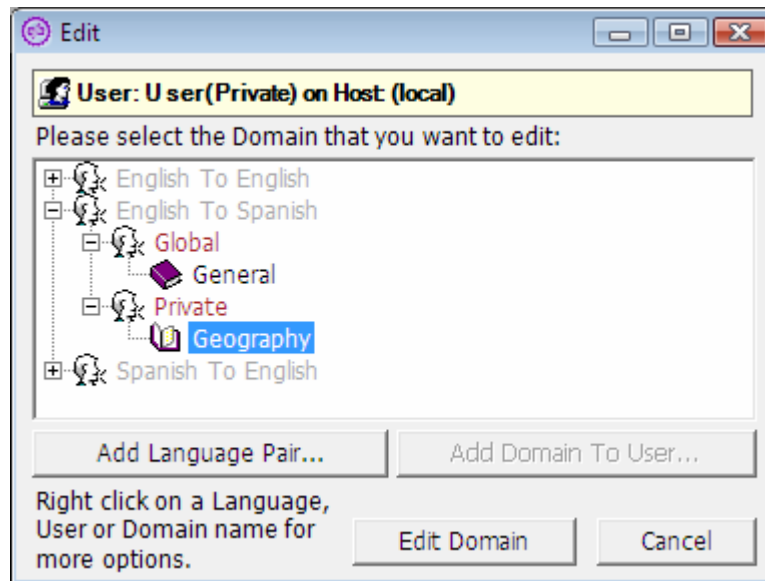 Edit
User: User(Private) on Host: (local)
Please select the Domain that you want to edit:
English To English
English To Spanish
Global
General
Private
Geography
Spanish To English
Add Language Pair...
Add Domain To User...
Right click on a Language,
User or Domain name for
more options.
Edit Domain
Cancel